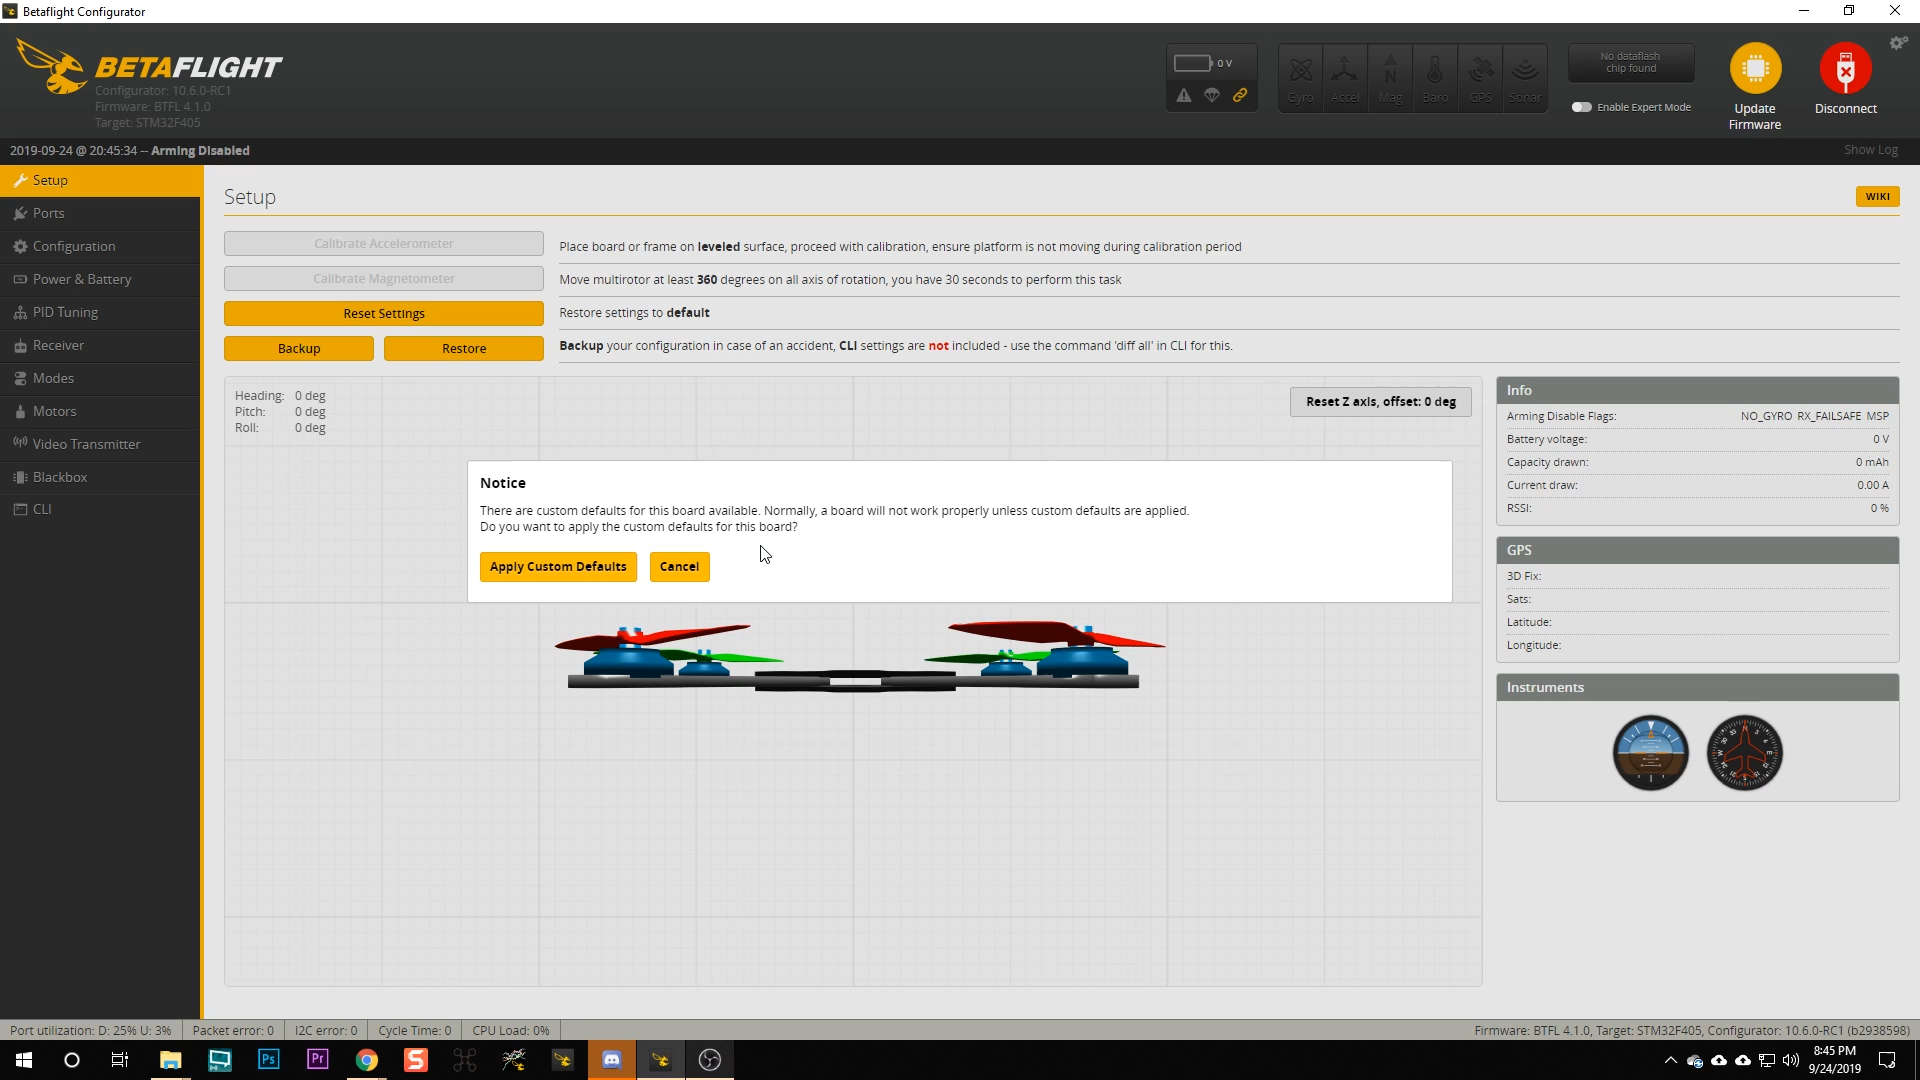 Betaflight Configurator
BETAFLIGHT
Configurator: 10.6.0-RC1
Firmware: BTFL 4.1.0
Target: STM32F405
0 V
Gyro
Accel
Mag
Baro
GPS
Sonar
No dataflash
chip found
Enable Expert Mode
Update
Firmware
Disconnect
2019-09-24 @ 20:45:34 -- Arming Disabled
Show Log
Setup
Ports
Configuration
Power & Battery
PID Tuning
Receiver
Modes
Motors
Video Transmitter
Blackbox
CLI
Setup
WIKI
Calibrate Accelerometer
Place board or frame on leveled surface, proceed with calibration, ensure platform is not moving during calibration period
Calibrate Magnetometer
Move multirotor at least 360 degrees on all axis of rotation, you have 30 seconds to perform this task
Reset Settings
Restore settings to default
Backup
Restore
Backup your configuration in case of an accident, CLI settings are not included - use the command 'diff all' in CLI for this.
Heading: 0 deg
Pitch: 0 deg
Roll: 0 deg
Reset Z axis, offset: 0 deg
Notice
There are custom defaults for this board available. Normally, a board will not work properly unless custom defaults are applied.
Do you want to apply the custom defaults for this board?
Apply Custom Defaults
Cancel
Info
Arming Disable Flags: NO_GYRO RX_FAILSAFE MSP
Battery voltage: 0 V
Capacity drawn: 0 mAh
Current draw: 0.00 A
RSSI: 0 %
GPS
3D Fix:
Sats:
Latitude:
Longitude:
Instruments
Port utilization: D: 25% U: 3%
Packet error: 0
I2C error: 0
Cycle Time: 0
CPU Load: 0%
Firmware: BTFL 4.1.0, Target: STM32F405, Configurator: 10.6.0-RC1 (b2938598)
Ps
Pr
S
8:45 PM
9/24/2019